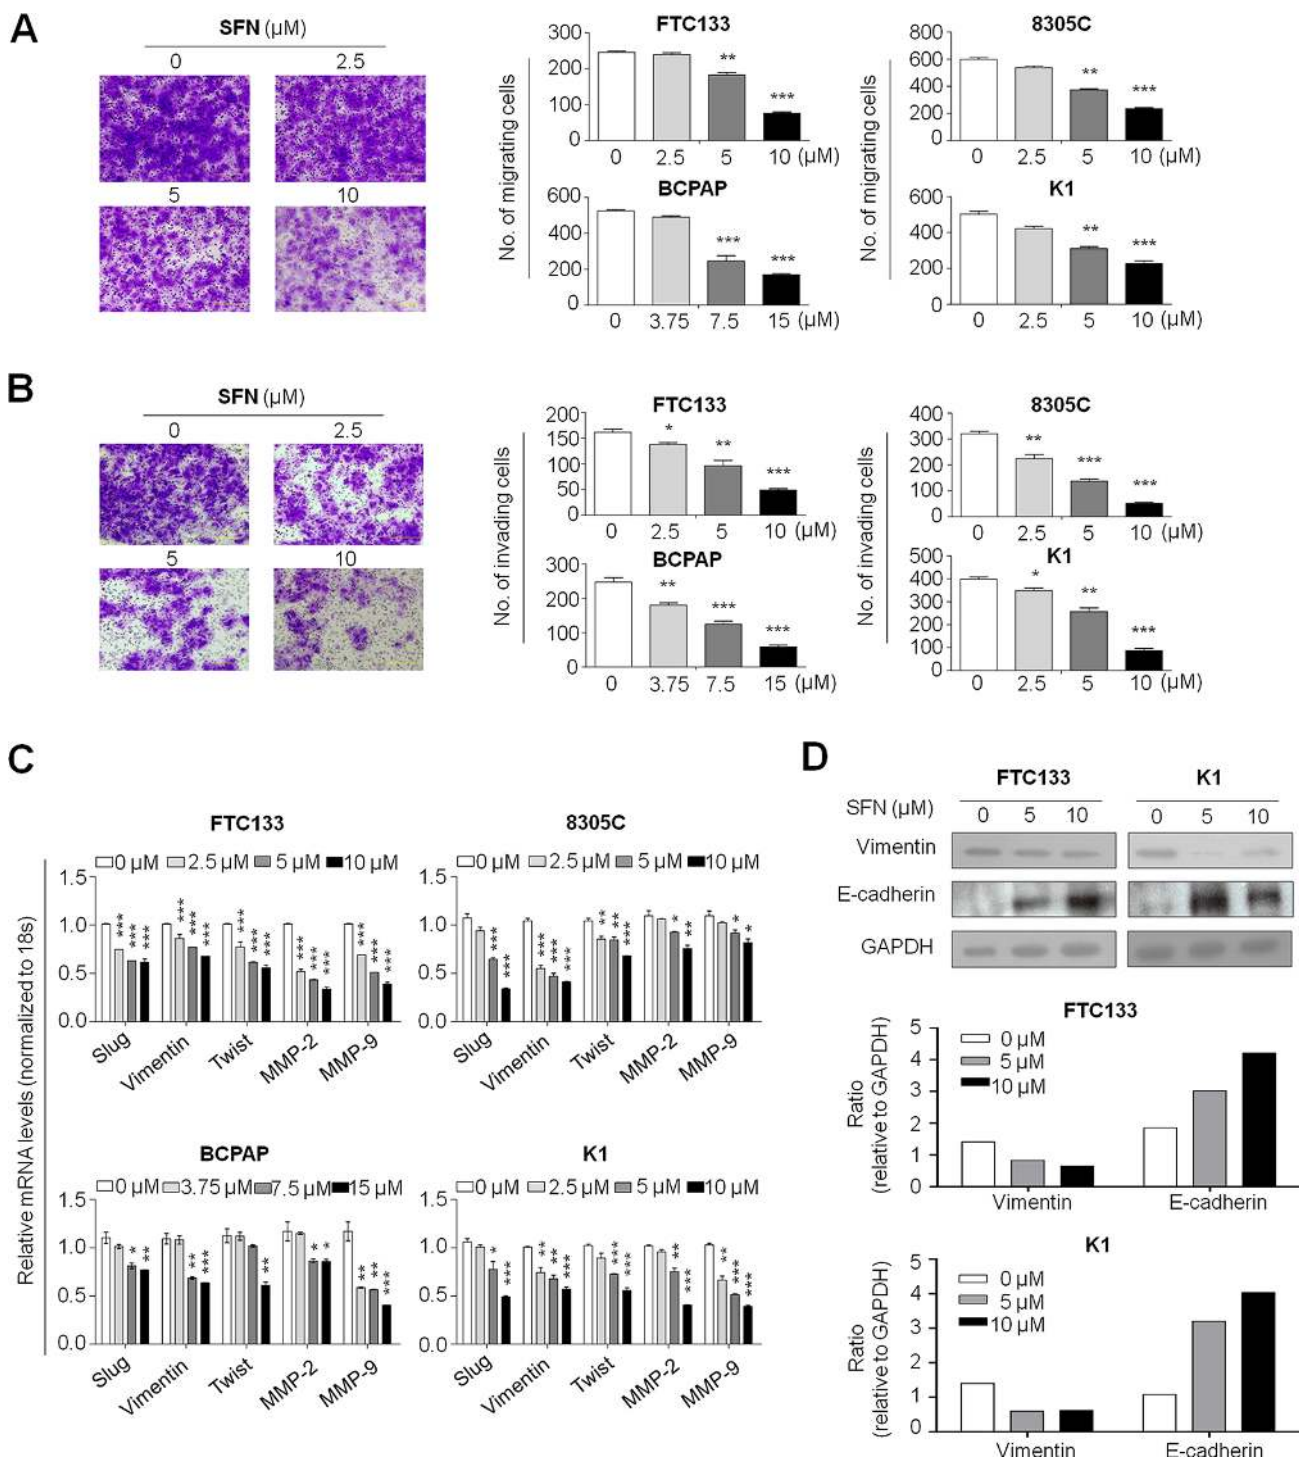 A
SFN (µM)
0 2.5
5 10
No. of migrating cells
FTC133
300
200
100
0
** ***
0 2.5 5 10 (µM)
BCPAP
600
400
200
0
*** ***
0 3.75 7.5 15 (µM)
No. of migrating cells
8305C
800
600
400
200
0
** ***
0 2.5 5 10 (µM)
K1
600
400
200
0
** ***
0 2.5 5 10 (µM)
B
SFN (µM)
0 2.5
5 10
No. of invading cells
FTC133
200
150
100
50
0
* ** ***
0 2.5 5 10 (µM)
BCPAP
300
200
100
0
** *** ***
0 3.75 7.5 15 (µM)
No. of invading cells
8305C
400
300
200
100
0
** *** ***
0 2.5 5 10 (µM)
K1
500
400
300
200
100
0
* ** ***
0 2.5 5 10 (µM)
C
Relative mRNA levels (normalized to 18s)
FTC133
0 µM 2.5 µM 5 µM 10 µM
1.5
1.0
0.5
0.0
*** *** *** *** *** *** *** *** *** *** *** *** *** *** ***
Slug Vimentin Twist MMP-2 MMP-9
8305C
0 µM 2.5 µM 5 µM 10 µM
1.5
1.0
0.5
0.0
*** *** *** *** *** ** ** *** * ** * *
Slug Vimentin Twist MMP-2 MMP-9
BCPAP
0 µM 3.75 µM 7.5 µM 15 µM
1.5
1.0
0.5
0.0
* ** ** *** ** * * ** ** ***
Slug Vimentin Twist MMP-2 MMP-9
K1
0 µM 2.5 µM 5 µM 10 µM
1.5
1.0
0.5
0.0
* *** ** ** *** *** *** ** *** ** *** ***
Slug Vimentin Twist MMP-2 MMP-9
D
FTC133 K1
SFN (µM) 0 5 10 0 5 10
Vimentin
E-cadherin
GAPDH
FTC133
Ratio
(relative to GAPDH)
5
4
3
2
1
0
0 µM
5 µM
10 µM
Vimentin E-cadherin
K1
Ratio
(relative to GAPDH)
5
4
3
2
1
0
0 µM
5 µM
10 µM
Vimentin E-cadherin